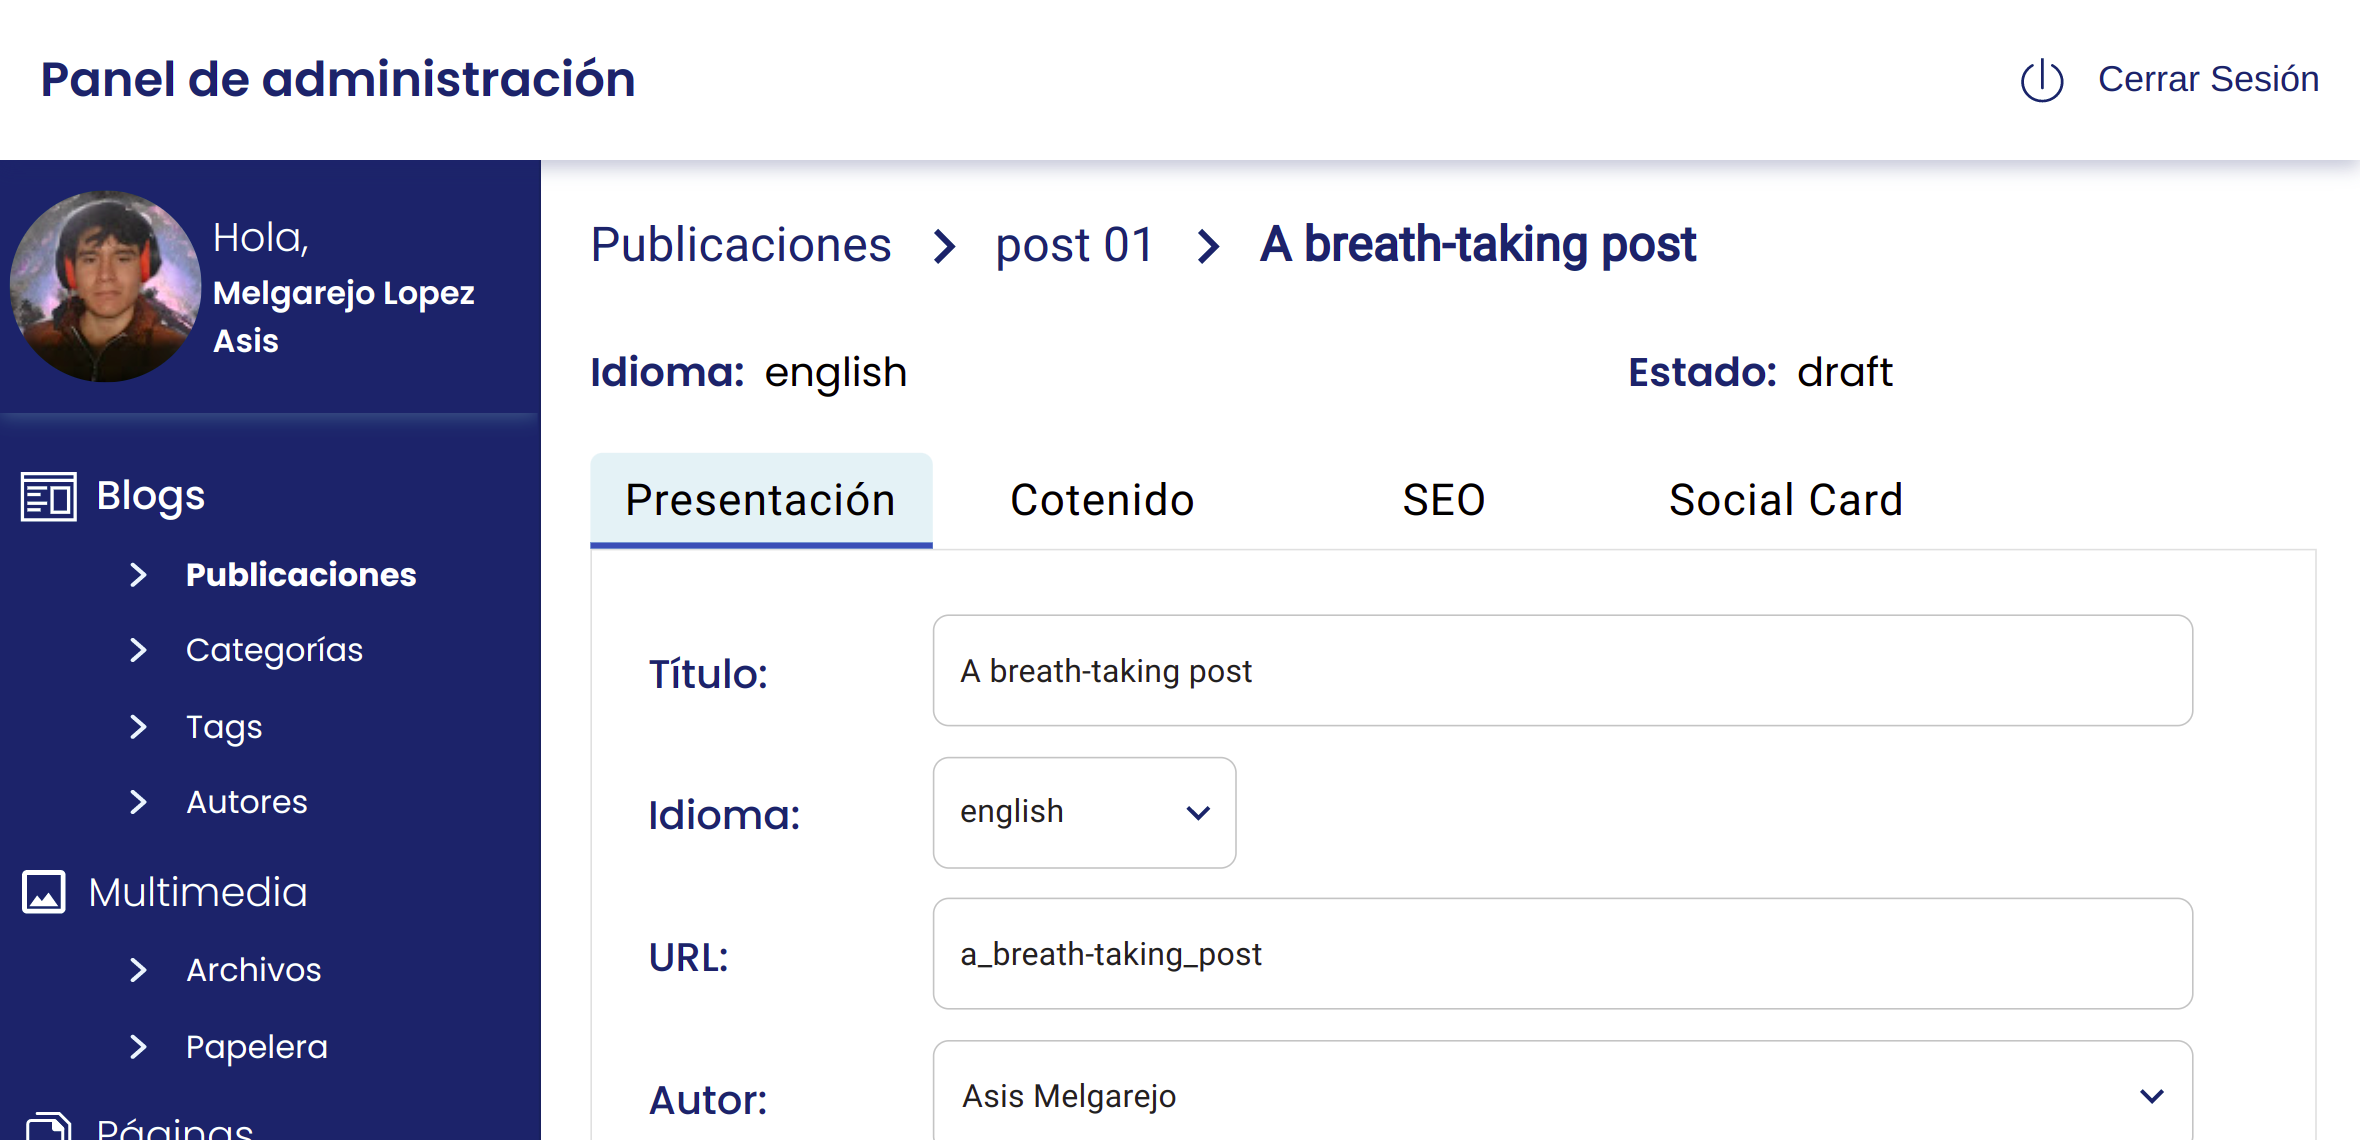 Panel de administración
Cerrar Sesión
Hola,
Melgarejo Lopez
Asis
Blogs
Publicaciones
Categorías
Tags
Autores
Multimedia
Archivos
Papelera
Páginas
Publicaciones > post 01 > A breath-taking post
Idioma: english
Estado: draft
Presentación
Cotenido
SEO
Social Card
Título:
A breath-taking post
Idioma:
english
URL:
a_breath-taking_post
Autor:
Asis Melgarejo